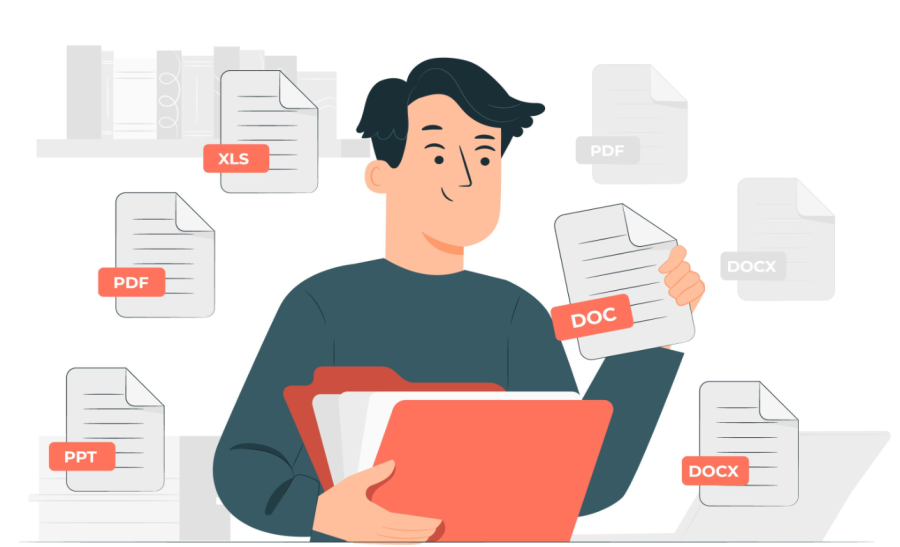 XLS
PDF
PDF
DOCX
DOC
PPT
DOCX